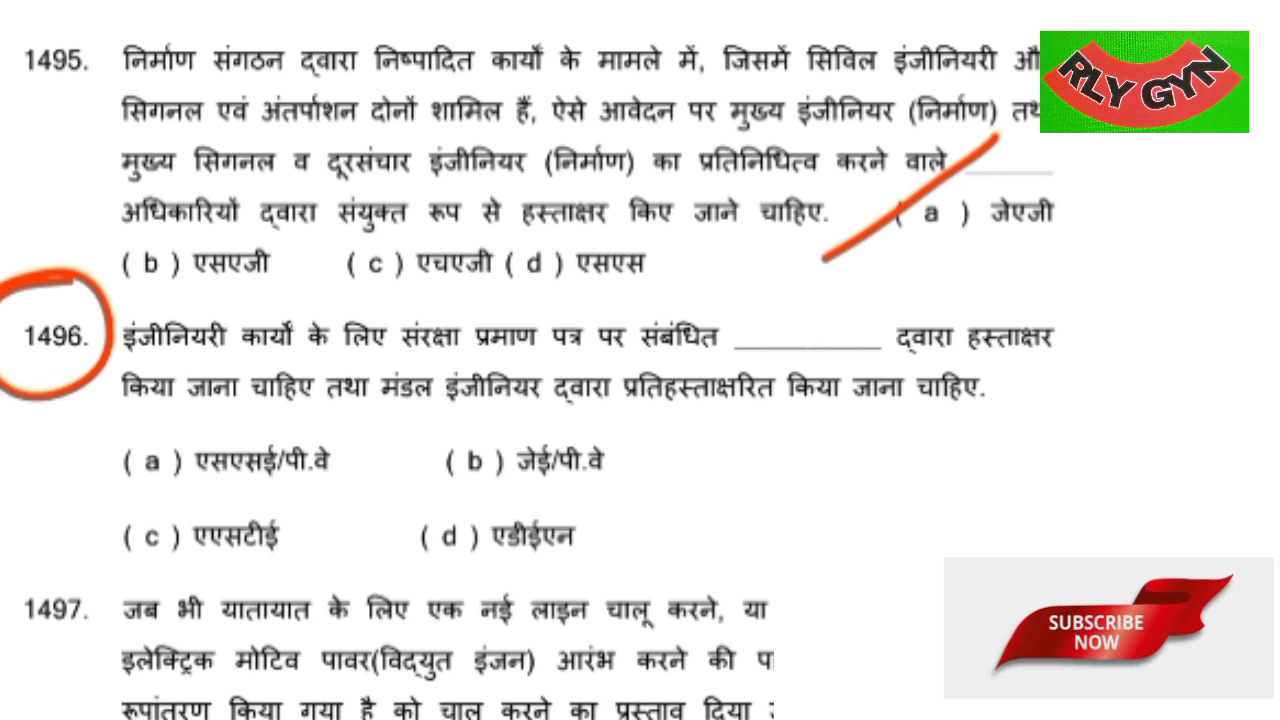 1495. निर्माण संगठन द्वारा निष्पादित कार्यों के मामले में, जिसमें सिविल इंजीनियरी
सिगनल एवं अंतर्पाशन दोनों शामिल हैं, ऐसे आवेदन पर मुख्य इंजीनियर (निर्माण)
मुख्य सिगनल व दूरसंचार इंजीनियर (निर्माण) का प्रतिनिधित्व करने वाले ______
अधिकारियों द्वारा संयुक्त रूप से हस्ताक्षर किए जाने चाहिए. ( a ) जेएजी
( b ) एसएजी ( c ) एचएजी ( d ) एसएस
1496. इंजीनियरी कार्यों के लिए संरक्षा प्रमाण पत्र पर संबंधित __________ द्वारा हस्ताक्षर
किया जाना चाहिए तथा मंडल इंजीनियर द्वारा प्रतिहस्ताक्षरित किया जाना चाहिए.
( a ) एसएसई/पी.वे ( b ) जेई/पी.वे
( c ) एएसटीई ( d ) एडीईएन
1497. जब भी यातायात के लिए एक नई लाइन चालू करने, या
इलेक्ट्रिक मोटिव पावर(विद्युत इंजन) आरंभ करने की
रूपांतरण किया गया है को चालू करने का प्रस्ताव दिया
RLY GYN
SUBSCRIBE
NOW